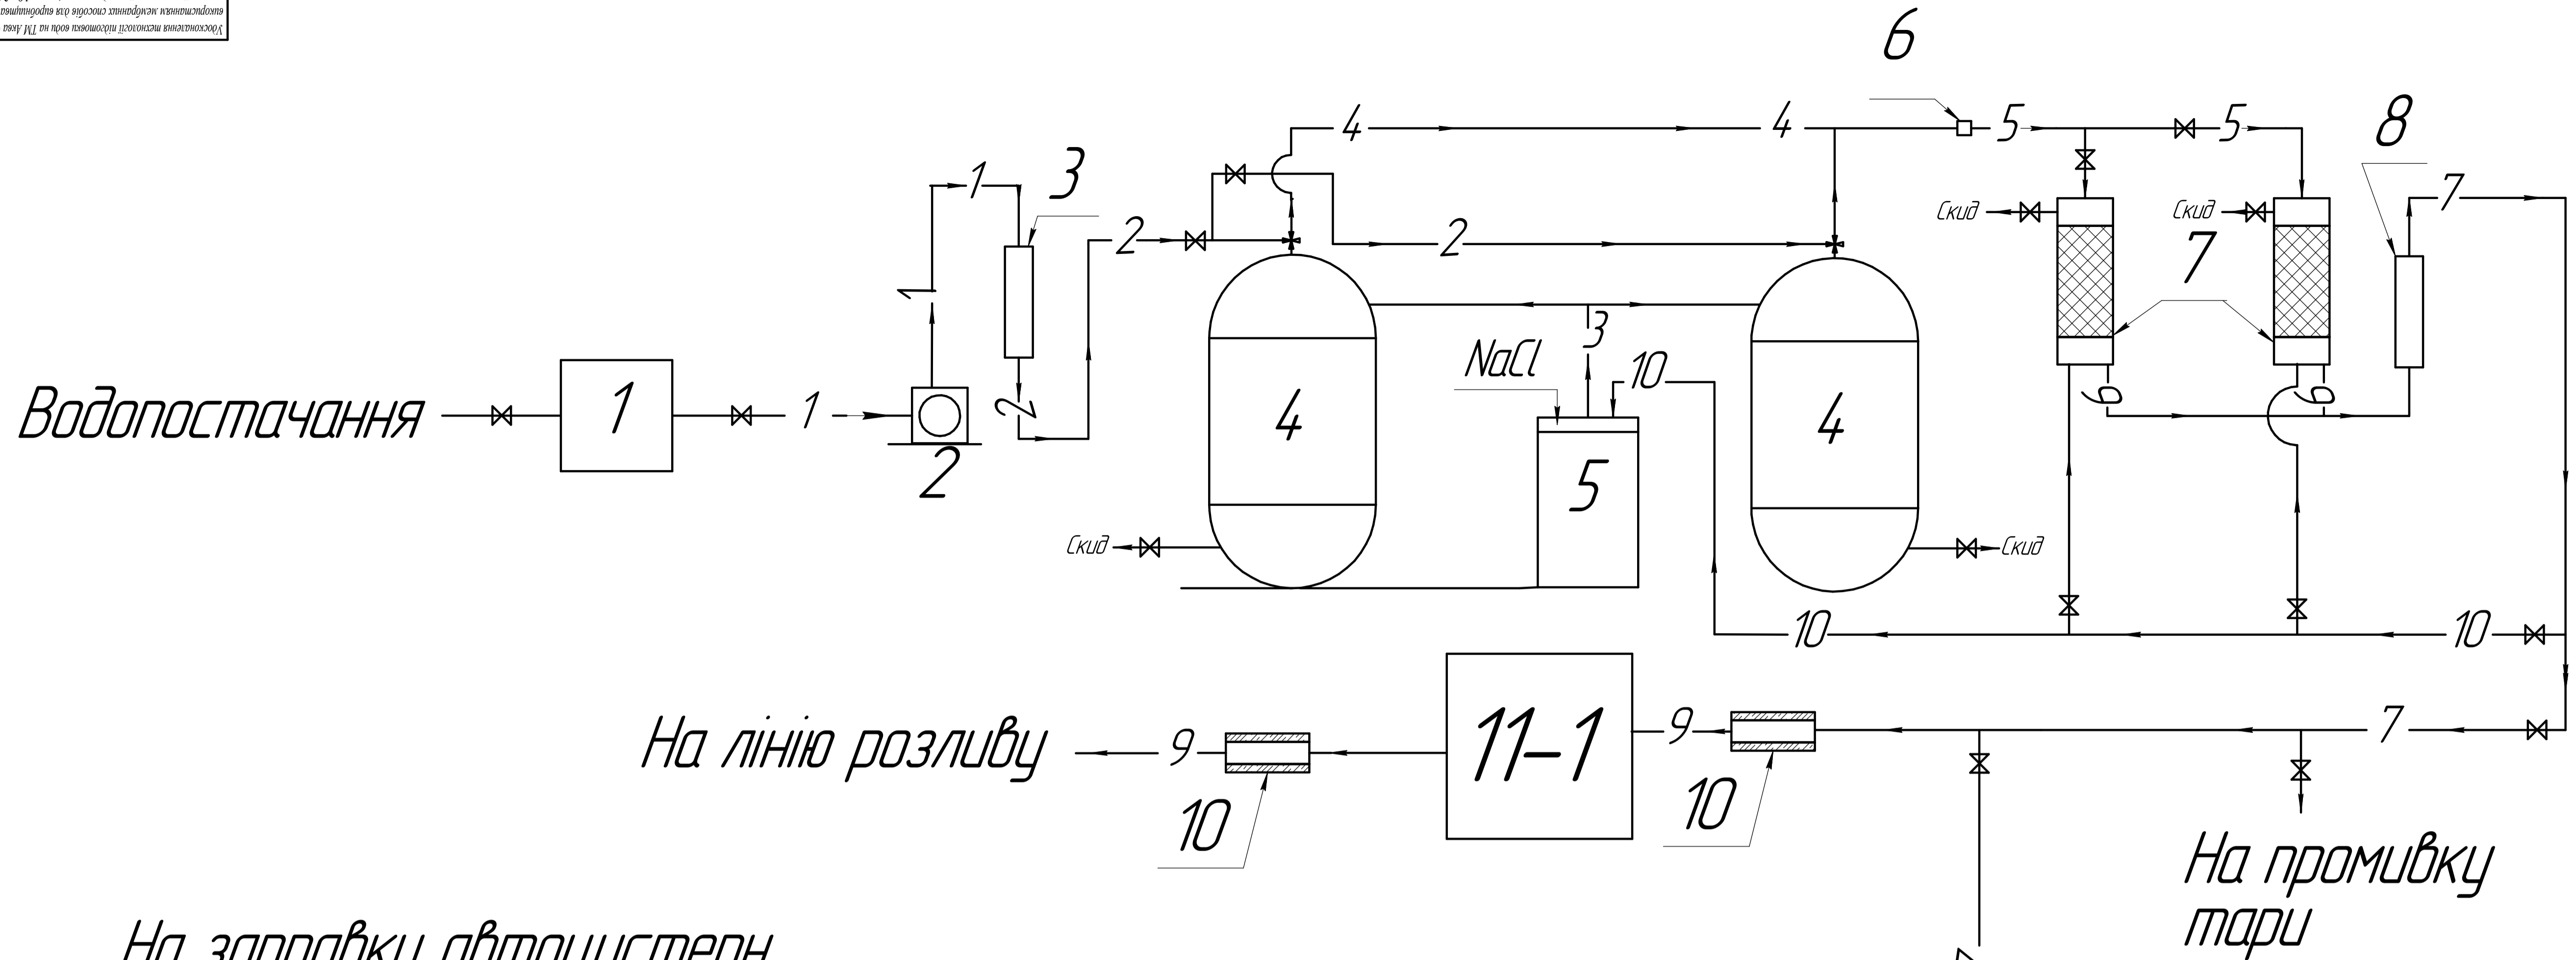 Удосконалення технології підготовки води на ТМ Аква
використанням мембранних способів для виробництва
6
4
4
5
5
8
1
3
7
Скид
Скид
2
2
7
1
3
NaCl
10
6
6
Водопостачання
1
1
2
4
4
2
5
Скид
Скид
10
10
На лінію розливу
9
11-1
9
7
10
10
На промивку
тари
На заправку автоцистерн
7